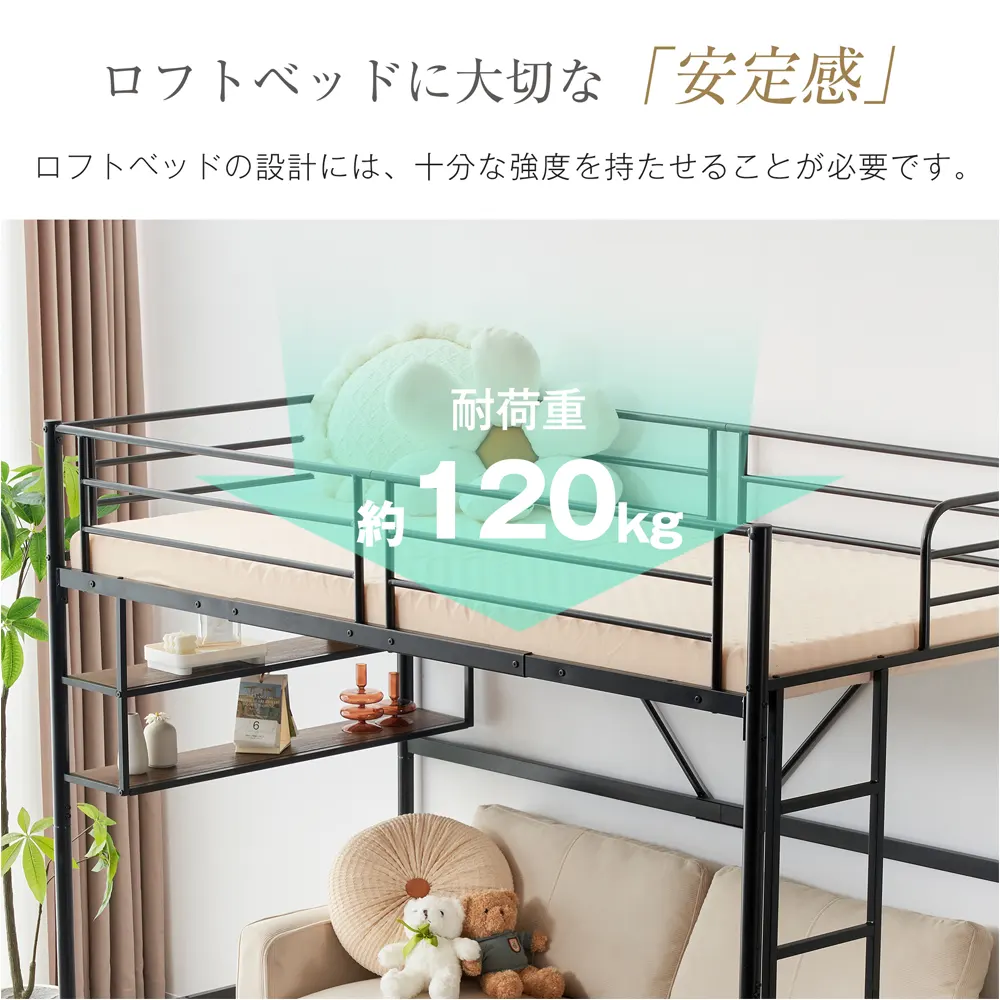 ロフトベッドに大切な「安定感」
ロフトベッドの設計には、十分な強度を持たせることが必要です。
耐荷重
約120kg
6